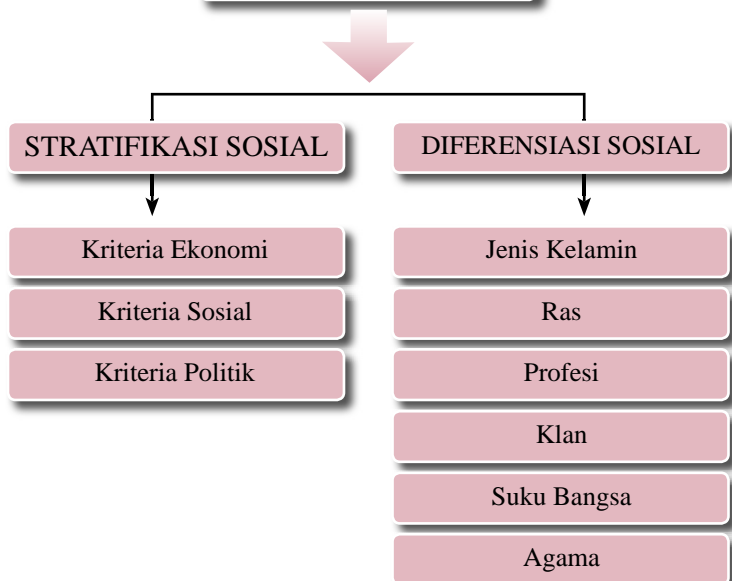 STRATIFIKASI SOSIAL
Kriteria Ekonomi
Kriteria Sosial
Kriteria Politik
DIFERENSIASI SOSIAL
Jenis Kelamin
Ras
Profesi
Klan
Suku Bangsa
Agama